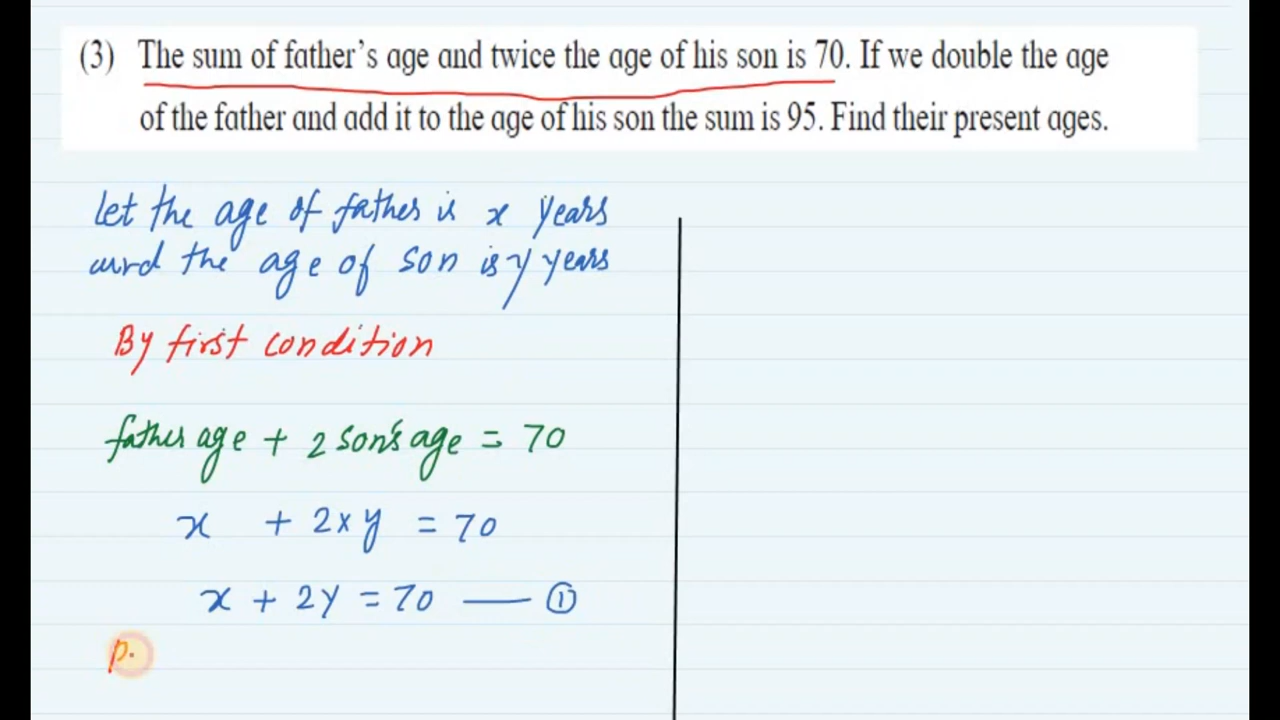 (3) The sum of father's age and twice the age of his son is 70. If we double the age
of the father and add it to the age of his son the sum is 95. Find their present ages.
let the age of father is x years
and the age of son is y years
By first condition
father age + 2 son's age = 70
x + 2 x y = 70
x + 2y = 70 —— ①